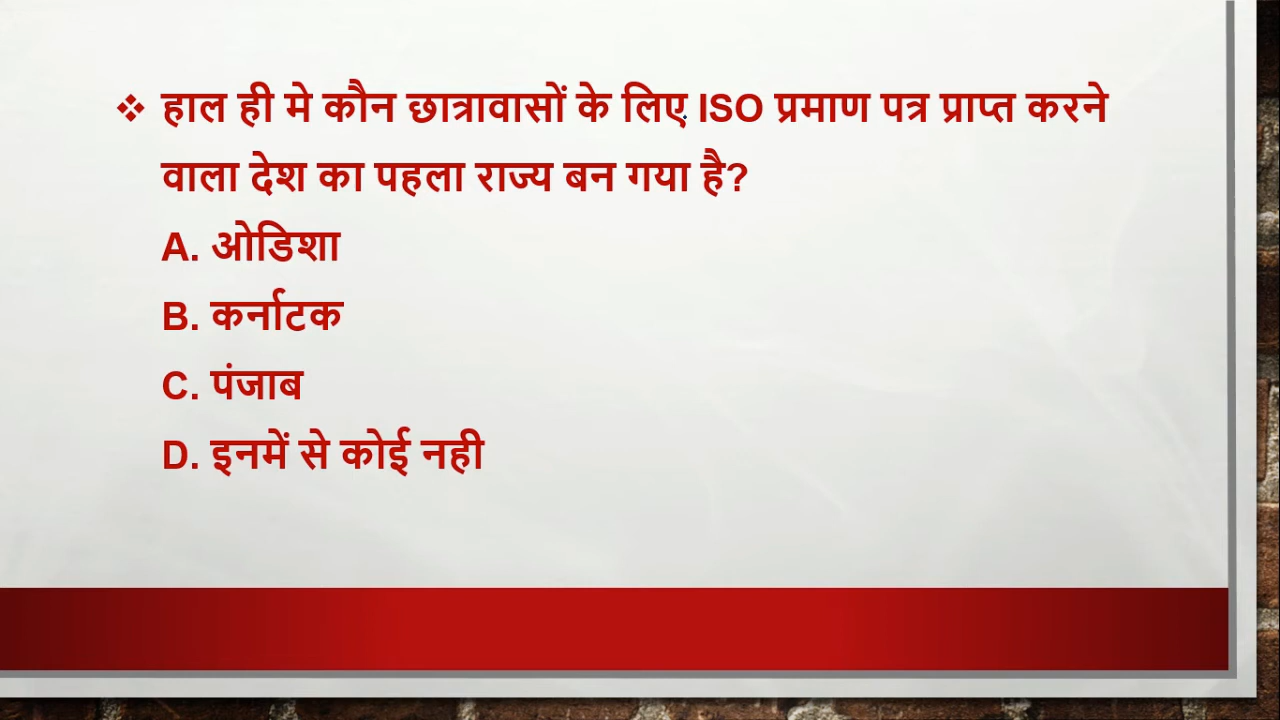 ❖ हाल ही मे कौन छात्रावासों के लिए ISO प्रमाण पत्र प्राप्त करने
वाला देश का पहला राज्य बन गया है?
A. ओडिशा
B. कर्नाटक
C. पंजाब
D. इनमें से कोई नही